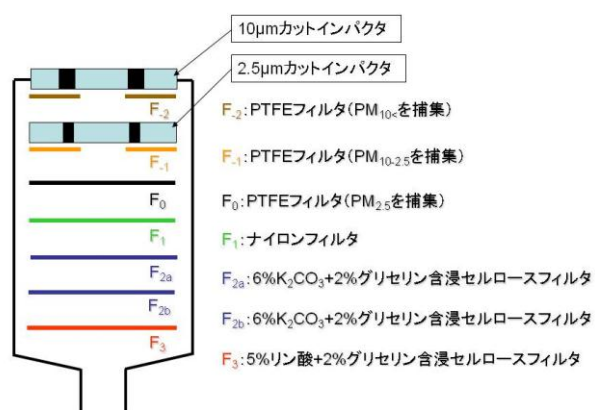 10μmカットインパクタ
2.5μmカットインパクタ
F-2 F-2:PTFEフィルタ(PM10<を捕集)
F-1 F-1:PTFEフィルタ(PM10-2.5を捕集)
F0 F0:PTFEフィルタ(PM2.5を捕集)
F1 F1:ナイロンフィルタ
F2a F2a:6%K2CO3+2%グリセリン含浸セルロースフィルタ
F2b F2b:6%K2CO3+2%グリセリン含浸セルロースフィルタ
F3 F3:5%リン酸+2%グリセリン含浸セルロースフィルタ